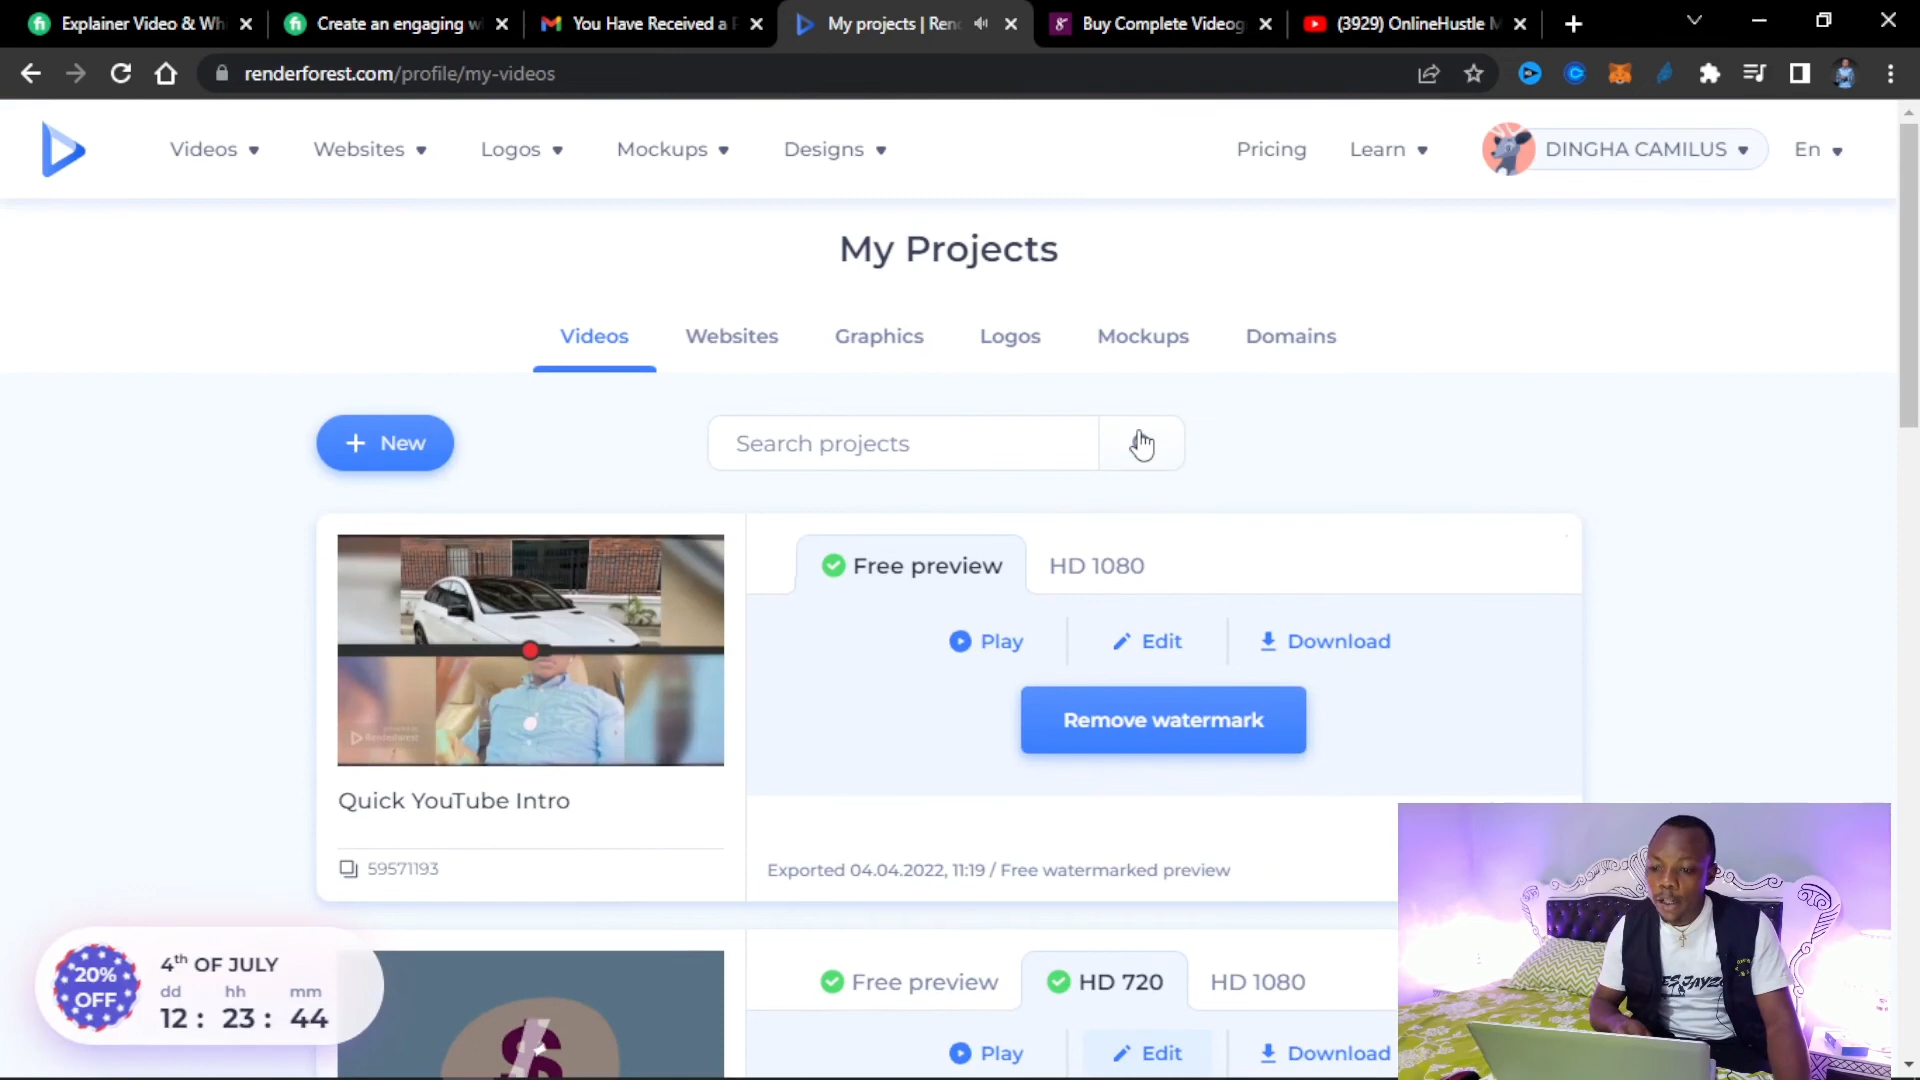 Explainer Video & Wh
Create an engaging w
You Have Received a
My projects | Ren
Buy Complete Videog
(3929) OnlineHustle
renderforest.com/profile/my-videos
Videos
Websites
Logos
Mockups
Designs
Pricing
Learn
DINGHA CAMILUS
En
My Projects
Videos
Websites
Graphics
Logos
Mockups
Domains
+ New
Search projects
Free preview
HD 1080
Play
Edit
Download
Remove watermark
Renderforest
Quick YouTube Intro
59571193
Exported 04.04.2022, 11:19 / Free watermarked preview
20%
OFF
4th OF JULY
dd hh mm
12 : 23 : 44
Free preview
HD 720
HD 1080
Play
Edit
Download